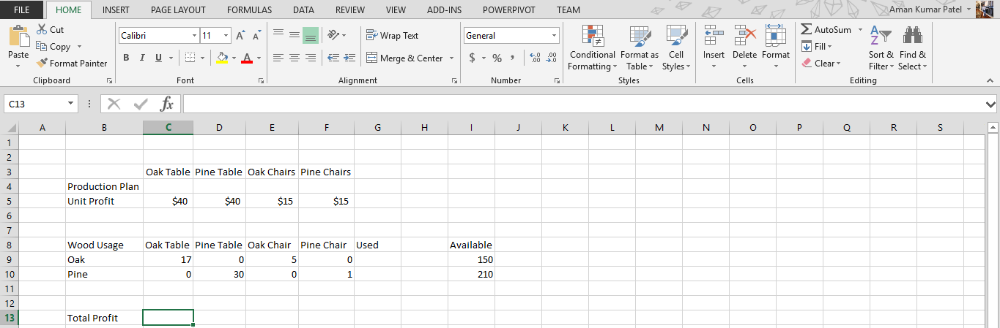 FILE HOME INSERT PAGE LAYOUT FORMULAS DATA REVIEW VIEW ADD-INS POWERPIVOT TEAM Aman Kumar Patel
Cut Calibri 11 A A Wrap Text General AutoSum
Copy
Paste Conditional Format as Cell Insert Delete Format Fill Sort & Find &
Format Painter B I U A Merge & Center $ % , .00 .00 Formatting Table Styles Clear Filter Select
Clipboard Font Alignment Number Styles Cells Editing
C13 fx
A B C D E F G H I J K L M N O P Q R S
1
2
3 Oak Table Pine Table Oak Chairs Pine Chairs
4 Production Plan
5 Unit Profit $40 $40 $15 $15
6
7
8 Wood Usage Oak Table Pine Table Oak Chair Pine Chair Used Available
9 Oak 17 0 5 0 150
10 Pine 0 30 0 1 210
11
12
13 Total Profit